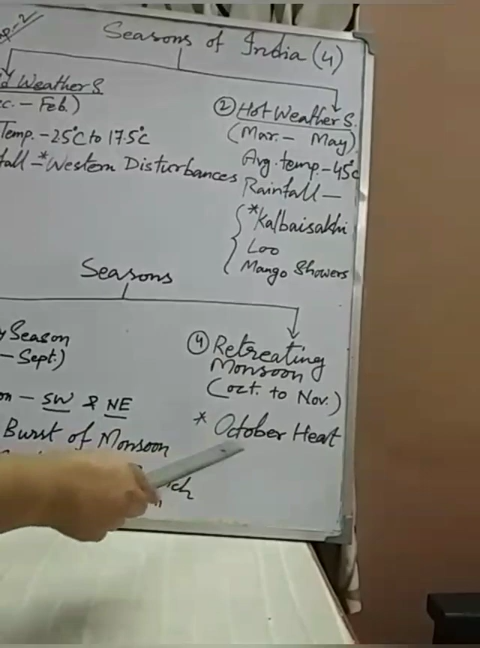 Seasons of India (4)
d Weather S.
c. - Feb.)
Temp. - 25°C to 17.5°C
fall - *Western Disturbances
② Hot Weather S.
(Mar. - May)
Avg. temp. - 45°C
Rainfall -
*Kalbaisakhi
Loo
Mango Showers
Seasons
y Season
- Sept.)
on - SW & NE
Burst of Monsoon
④ Retreating
Monsoon
(Oct. to Nov.)
* October Heat